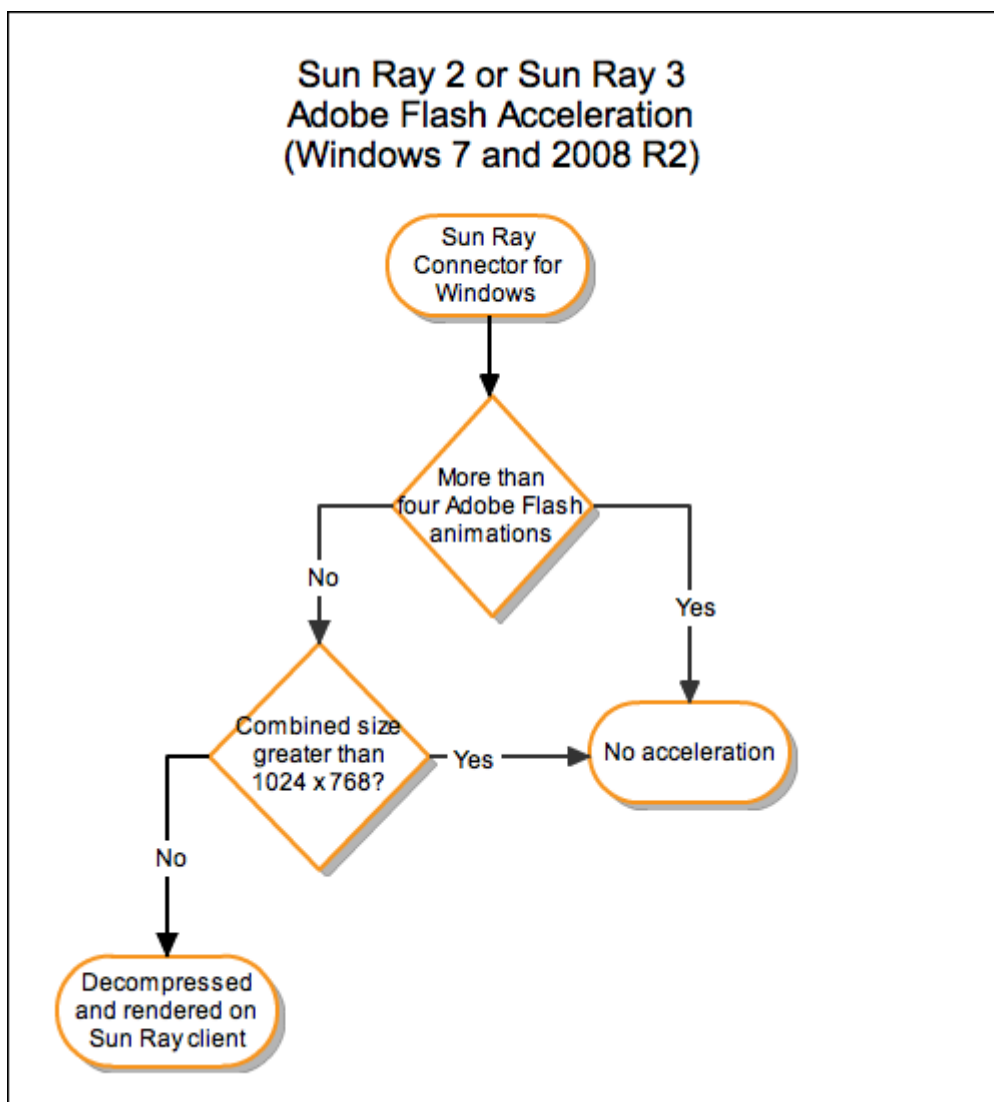 Sun Ray 2 or Sun Ray 3
Adobe Flash Acceleration
(Windows 7 and 2008 R2)
Sun Ray
Connector for
Windows
More than
four Adobe Flash
animations
No
Yes
Combined size
greater than
1024 x 768?
Yes
No acceleration
No
Decompressed
and rendered on
Sun Ray client